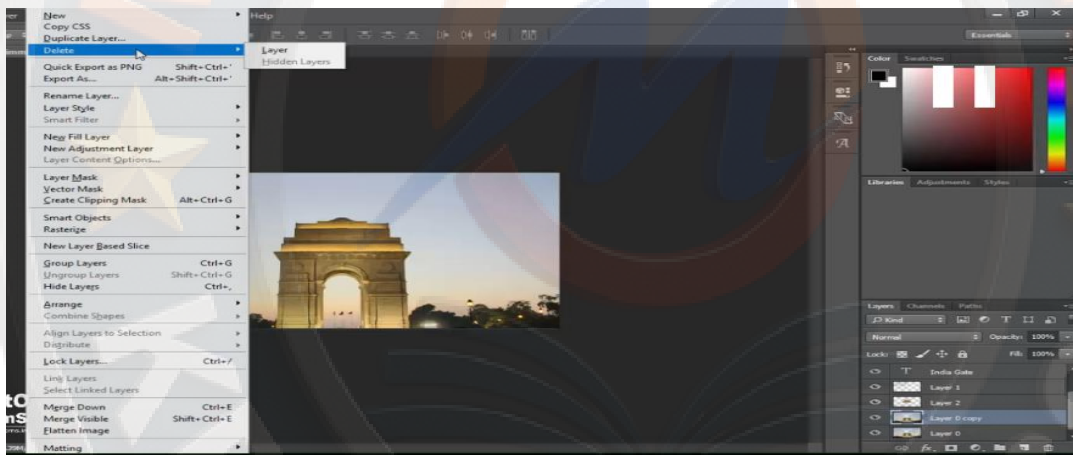 New
Help
Copy CSS
Duplicate Layer...
Delete
Layer
Hidden Layers
Essentials
Quick Export as PNG Shift+Ctrl+'
Export As... Alt+Shift+Ctrl+'
Rename Layer...
Layer Style
Smart Filter
New Fill Layer
New Adjustment Layer
Layer Content Options...
Layer Mask
Vector Mask
Create Clipping Mask Alt+Ctrl+G
Smart Objects
Rasterize
New Layer Based Slice
Group Layers Ctrl+G
Ungroup Layers Shift+Ctrl+G
Hide Layers Ctrl+,
Arrange
Combine Shapes
Align Layers to Selection
Distribute
Lock Layers... Ctrl+/
Link Layers
Select Linked Layers
Merge Down Ctrl+E
Merge Visible Shift+Ctrl+E
Flatten Image
Matting
Color Swatches
Libraries Adjustments Styles
Layers Channels Paths
Kind
Normal Opacity: 100%
Lock: Fill: 100%
T India Gate
Layer 1
Layer 2
Layer 0 copy
Layer 0
fx